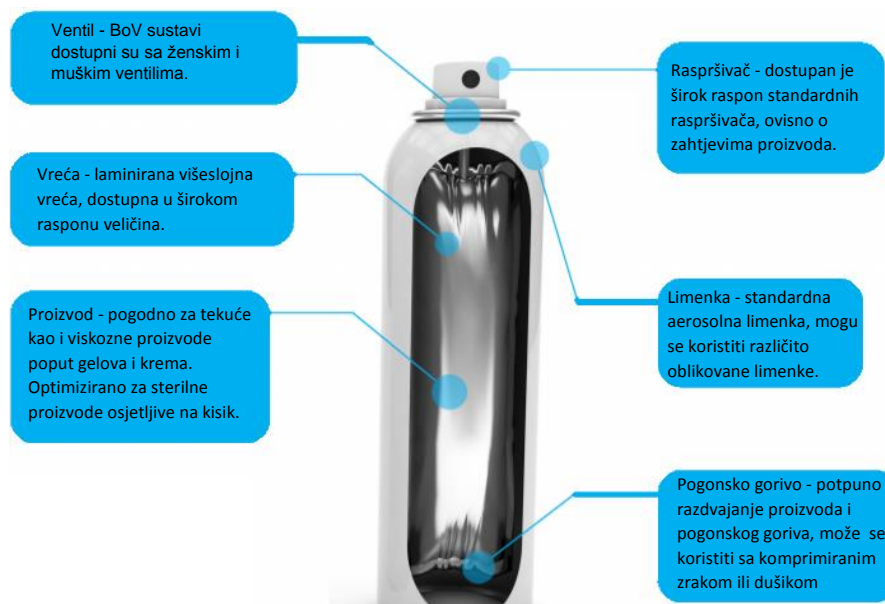 Ventil - BoV sustavi
dostupni su sa ženskim i
muškim ventilima.
Raspršivač - dostupan je
širok raspon standardnih
raspršivača, ovisno o
zahtjevima proizvoda.
Vreća - laminirana višeslojna
vreća, dostupna u širokom
rasponu veličina.
Proizvod - pogodno za tekuće
kao i viskozne proizvode
poput gelova i krema.
Optimizirano za sterilne
proizvode osjetljive na kisik.
Limenka - standardna
aerosolna limenka, mogu
se koristiti različito
oblikovane limenke.
Pogonsko gorivo - potpuno
razdvajanje proizvoda i
pogonskog goriva, može  se
koristiti sa komprimiranim
zrakom ili dušikom